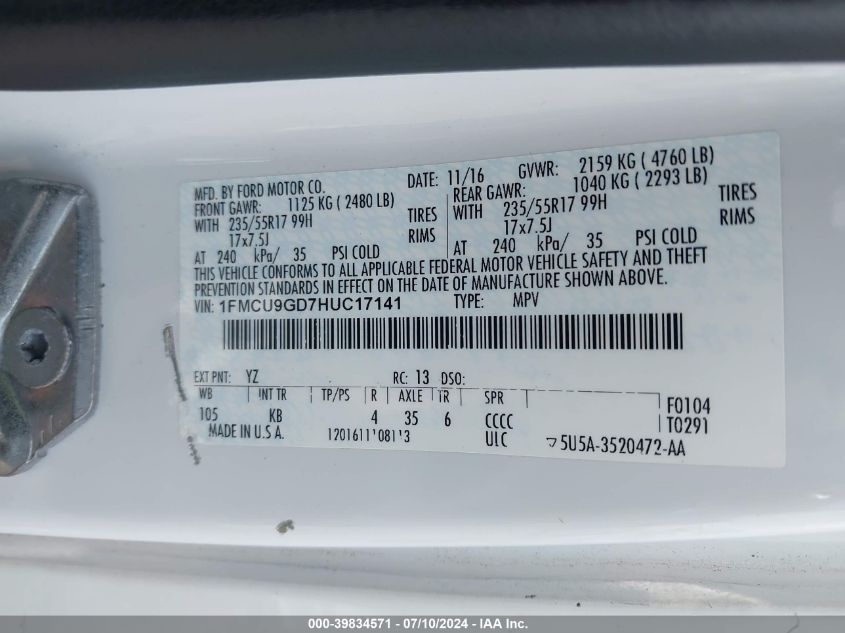 MFD. BY FORD MOTOR CO. DATE: 11/16 GVWR: 2159 KG ( 4760 LB)
FRONT GAWR: 1125 KG ( 2480 LB) REAR GAWR: 1040 KG ( 2293 LB)
WITH 235/55R17 99H TIRES WITH 235/55R17 99H TIRES
17x7.5J RIMS 17x7.5J RIMS
AT 240 kPa/ 35 PSI COLD AT 240 kPa/ 35 PSI COLD
THIS VEHICLE CONFORMS TO ALL APPLICABLE FEDERAL MOTOR VEHICLE SAFETY AND THEFT
PREVENTION STANDARDS IN EFFECT ON THE DATE OF MANUFACTURE SHOWN ABOVE.
VIN: 1FMCU9GD7HUC17141 TYPE: MPV
EXT PNT: YZ RC: 13 DSO:
WB INT TR TP/PS R AXLE TR SPR
105 KB 4 35 6 CCCC F0104
ULC T0291
MADE IN U.S.A. 1201611'081'3 5U5A-3520472-AA
000-39834571 / 07/10/2024 - IAA Inc.